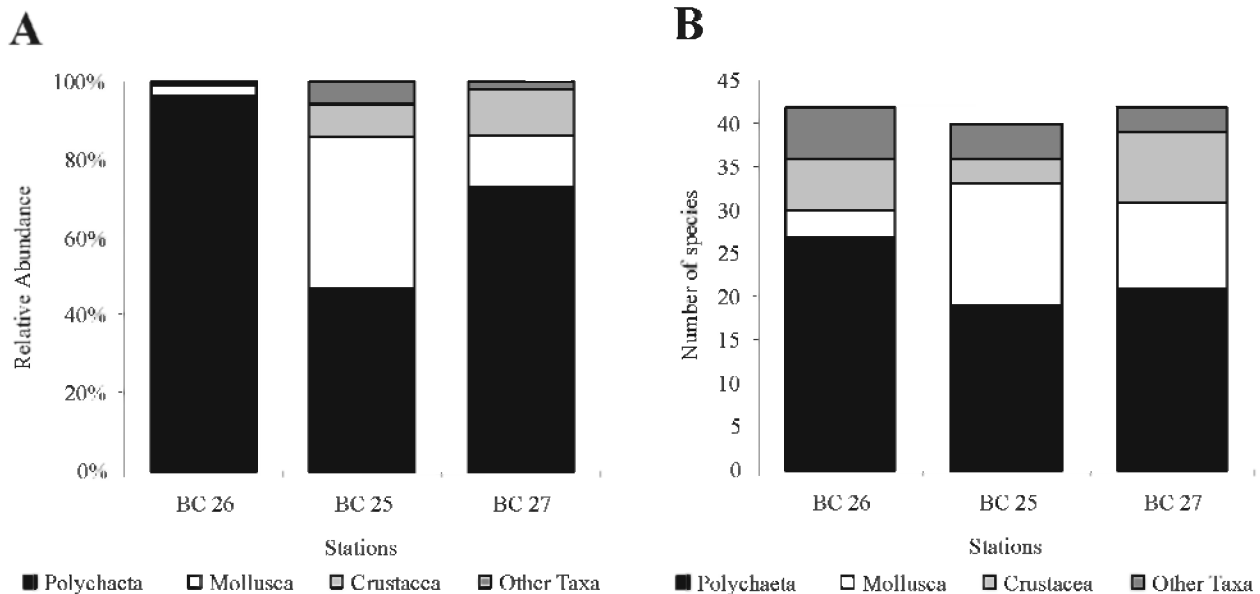 A
100%
80%
60%
40%
20%
0%
Relative Abundance
BC 26 BC 25 BC 27
Stations
Polychaeta Mollusca Crustacca Other Taxa
B
45
40
35
30
25
20
15
10
5
0
Number of species
BC 26 BC 25 BC 27
Stations
Polychaeta Mollusca Crustacea Other Taxa